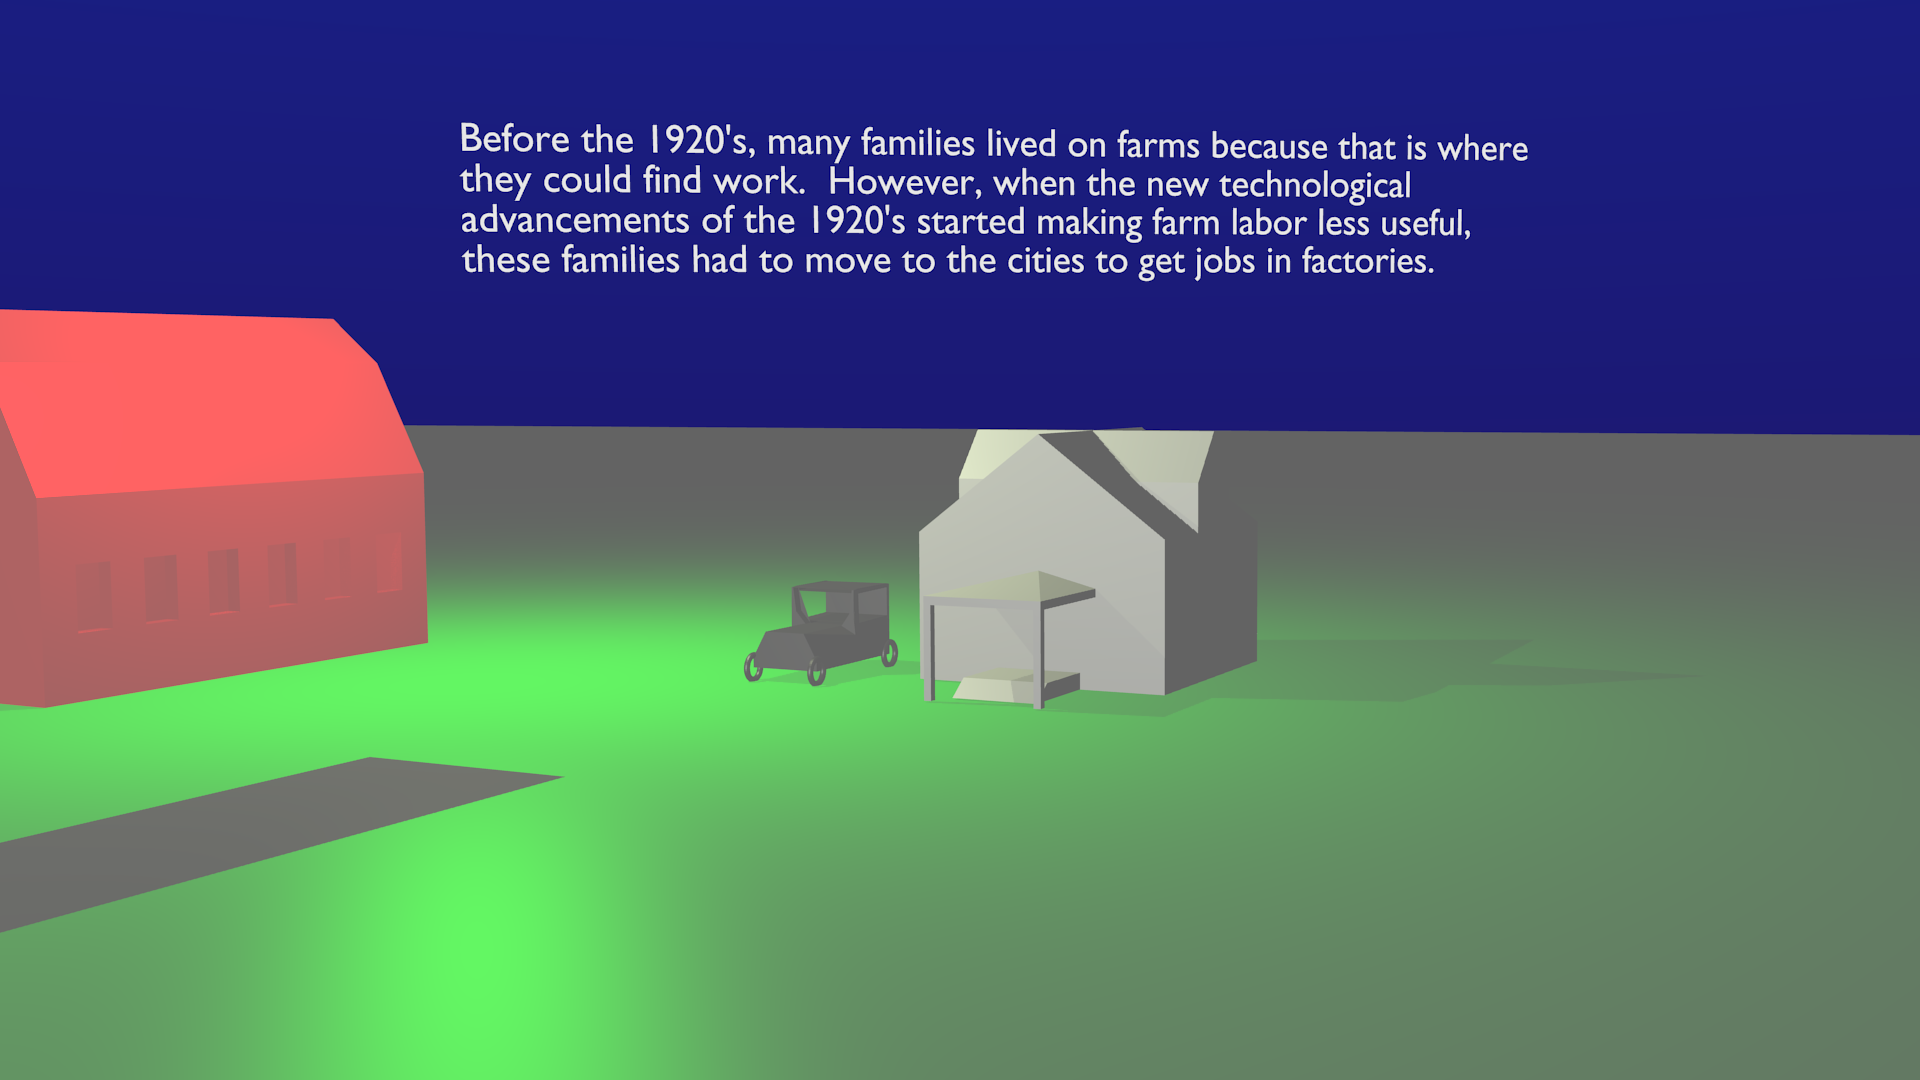 Before the 1920's, many families lived on farms because that is where
they could find work.  However, when the new technological
advancements of the 1920's started making farm labor less useful,
these families had to move to the cities to get jobs in factories.